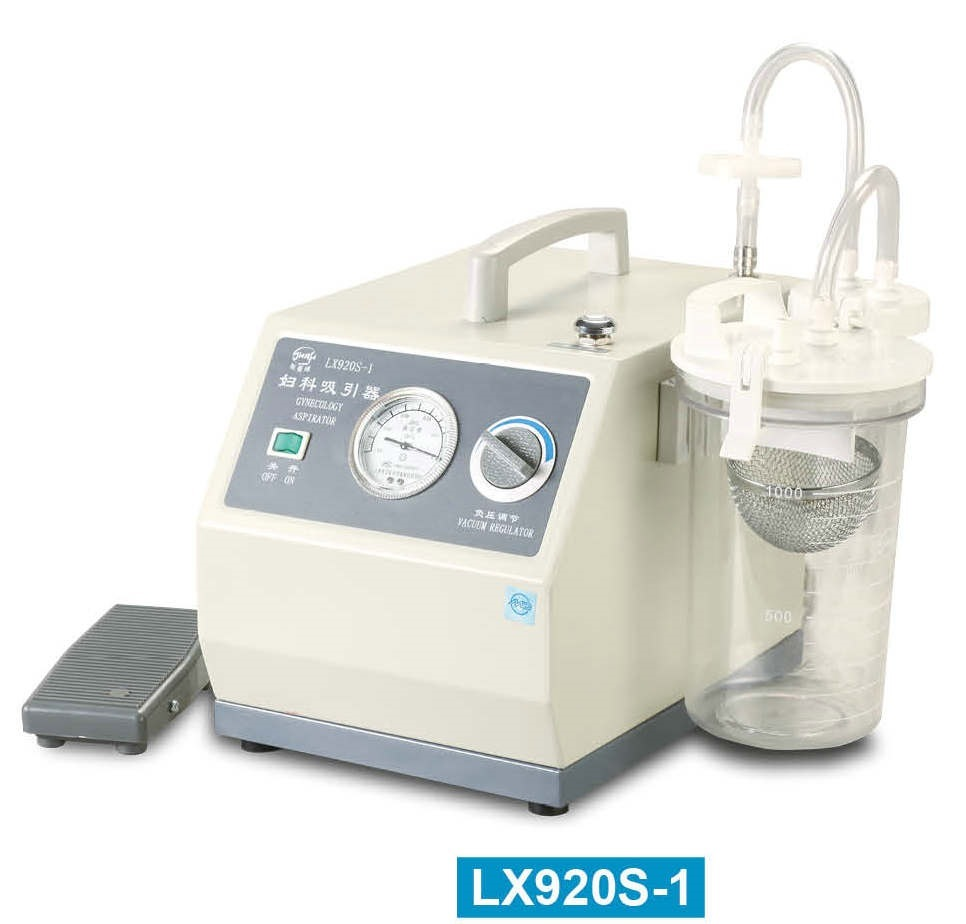 LX920S-1
妇科吸引器
GYNECOLOGY
ASPIRATOR
关 开
OFF ON
负压调节
VACUUM REGULATOR
1000
500
LX920S-1